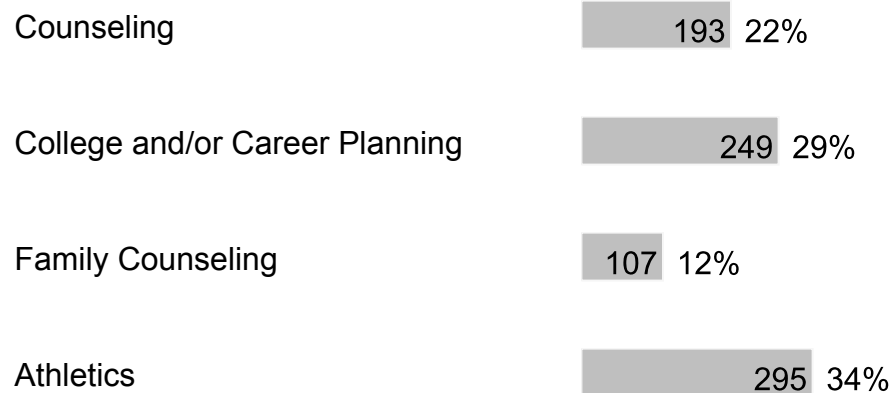 Counseling 193 22%
College and/or Career Planning 249 29%
Family Counseling 107 12%
Athletics 295 34%